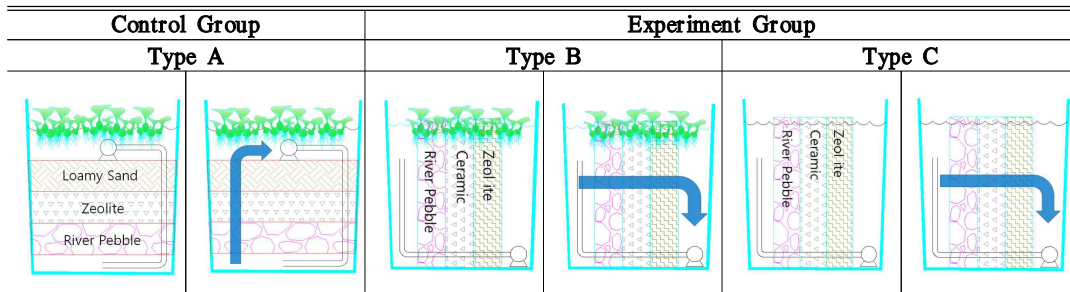 Control Group
Experiment Group
Type A
Type B
Type C
Loamy Sand
Zeolite
River Pebble
River Pebble
Ceramic
Zeol ite
River Pebble
Ceramic
Zeol ite